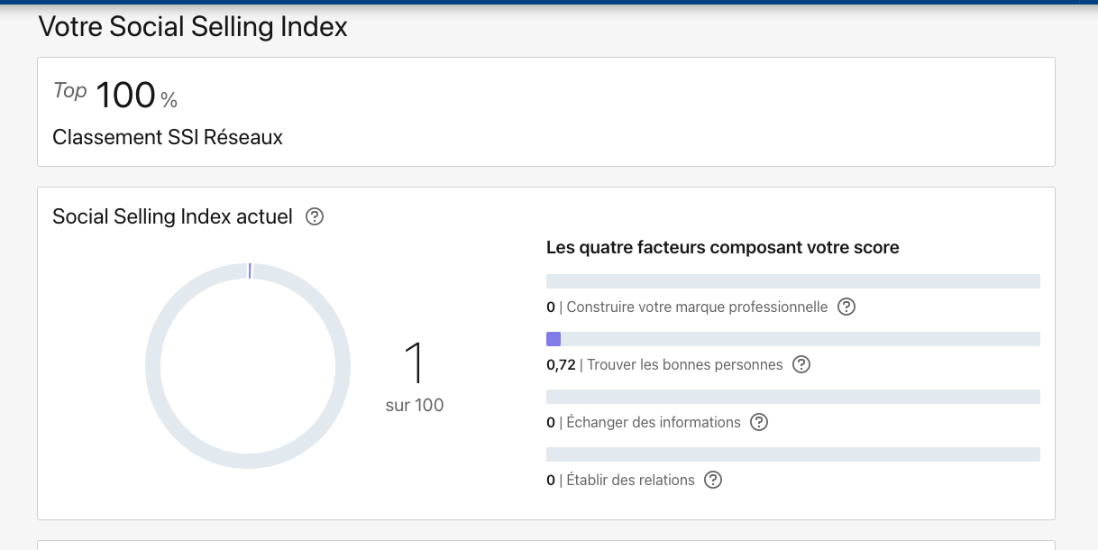 Votre Social Selling Index
Top 100 %
Classement SSI Réseaux
Social Selling Index actuel ?
1
sur 100
Les quatre facteurs composant votre score
0 | Construire votre marque professionnelle ?
0,72 | Trouver les bonnes personnes ?
0 | Échanger des informations ?
0 | Établir des relations ?